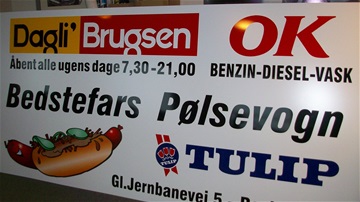 Dagli' Brugsen
OK
Åbent alle ugens dage 7,30-21,00
BENZIN-DIESEL-VASK
Bedstefars Pølsevogn
TULIP
Gl.Jernbanevej 5 -